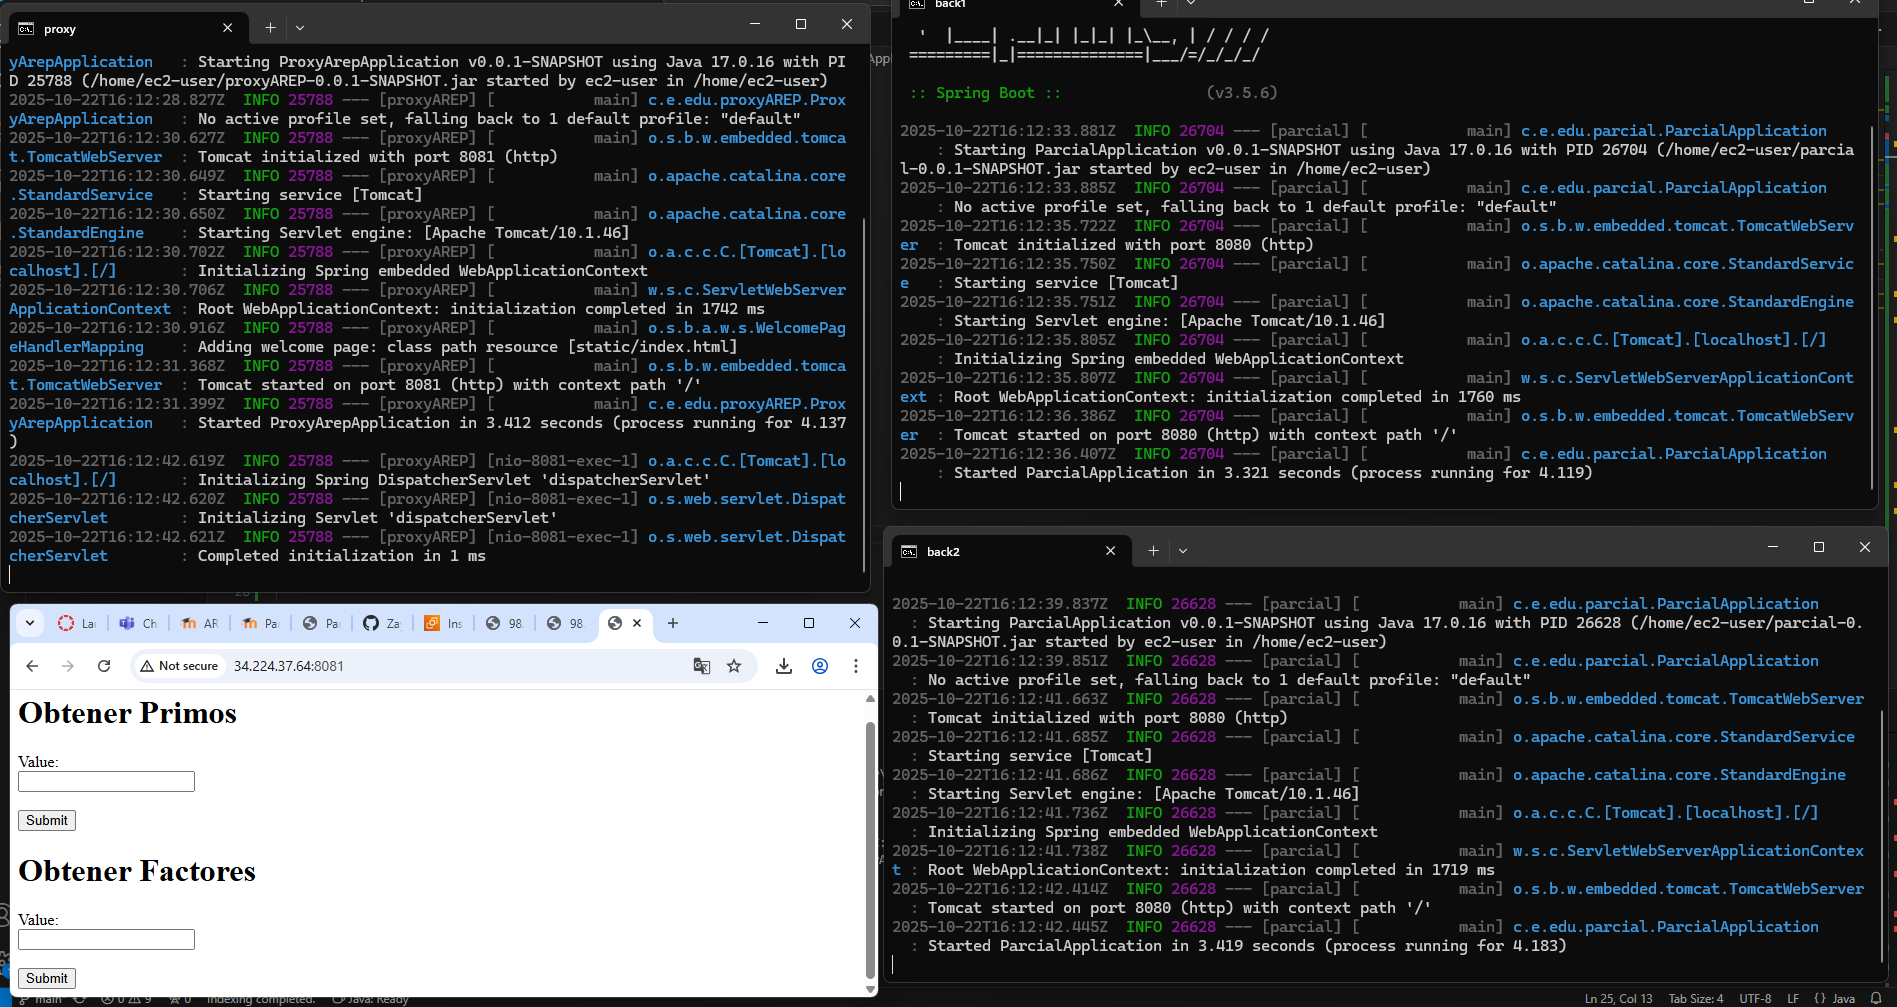 proxy
yArepApplication   : Starting ProxyArepApplication v0.0.1-SNAPSHOT using Java 17.0.16 with PI
D 25788 (/home/ec2-user/proxyAREP-0.0.1-SNAPSHOT.jar started by ec2-user in /home/ec2-user)
2025-10-22T16:12:28.827Z  INFO 25788 --- [proxyAREP] [           main] c.e.edu.proxyAREP.Prox
yArepApplication   : No active profile set, falling back to 1 default profile: "default"
2025-10-22T16:12:30.627Z  INFO 25788 --- [proxyAREP] [           main] o.s.b.w.embedded.tomca
t.TomcatWebServer  : Tomcat initialized with port 8081 (http)
2025-10-22T16:12:30.649Z  INFO 25788 --- [proxyAREP] [           main] o.apache.catalina.core
.StandardService   : Starting service [Tomcat]
2025-10-22T16:12:30.650Z  INFO 25788 --- [proxyAREP] [           main] o.apache.catalina.core
.StandardEngine    : Starting Servlet engine: [Apache Tomcat/10.1.46]
2025-10-22T16:12:30.702Z  INFO 25788 --- [proxyAREP] [           main] o.a.c.c.C.[Tomcat].[lo
calhost].[/]       : Initializing Spring embedded WebApplicationContext
2025-10-22T16:12:30.706Z  INFO 25788 --- [proxyAREP] [           main] w.s.c.ServletWebServer
ApplicationContext : Root WebApplicationContext: initialization completed in 1742 ms
2025-10-22T16:12:30.916Z  INFO 25788 --- [proxyAREP] [           main] o.s.b.a.w.s.WelcomePag
eHandlerMapping    : Adding welcome page: class path resource [static/index.html]
2025-10-22T16:12:31.368Z  INFO 25788 --- [proxyAREP] [           main] o.s.b.w.embedded.tomca
t.TomcatWebServer  : Tomcat started on port 8081 (http) with context path '/'
2025-10-22T16:12:31.399Z  INFO 25788 --- [proxyAREP] [           main] c.e.edu.proxyAREP.Prox
yArepApplication   : Started ProxyArepApplication in 3.412 seconds (process running for 4.137
)
2025-10-22T16:12:42.619Z  INFO 25788 --- [proxyAREP] [nio-8081-exec-1] o.a.c.c.C.[Tomcat].[lo
calhost].[/]       : Initializing Spring DispatcherServlet 'dispatcherServlet'
2025-10-22T16:12:42.620Z  INFO 25788 --- [proxyAREP] [nio-8081-exec-1] o.s.web.servlet.Dispat
cherServlet        : Initializing Servlet 'dispatcherServlet'
2025-10-22T16:12:42.621Z  INFO 25788 --- [proxyAREP] [nio-8081-exec-1] o.s.web.servlet.Dispat
cherServlet        : Completed initialization in 1 ms
back1
'  |____| .__|_| |_|_| |_\__, | / / / /
=========|_|==============|___/=/_/_/_/
:: Spring Boot ::                (v3.5.6)
2025-10-22T16:12:33.881Z  INFO 26704 --- [parcial] [           main] c.e.edu.parcial.ParcialApplication
: Starting ParcialApplication v0.0.1-SNAPSHOT using Java 17.0.16 with PID 26704 (/home/ec2-user/parcia
l-0.0.1-SNAPSHOT.jar started by ec2-user in /home/ec2-user)
2025-10-22T16:12:33.885Z  INFO 26704 --- [parcial] [           main] c.e.edu.parcial.ParcialApplication
: No active profile set, falling back to 1 default profile: "default"
2025-10-22T16:12:35.722Z  INFO 26704 --- [parcial] [           main] o.s.b.w.embedded.tomcat.TomcatWebServ
er  : Tomcat initialized with port 8080 (http)
2025-10-22T16:12:35.750Z  INFO 26704 --- [parcial] [           main] o.apache.catalina.core.StandardServic
e   : Starting service [Tomcat]
2025-10-22T16:12:35.751Z  INFO 26704 --- [parcial] [           main] o.apache.catalina.core.StandardEngine
: Starting Servlet engine: [Apache Tomcat/10.1.46]
2025-10-22T16:12:35.805Z  INFO 26704 --- [parcial] [           main] o.a.c.c.C.[Tomcat].[localhost].[/]
: Initializing Spring embedded WebApplicationContext
2025-10-22T16:12:35.807Z  INFO 26704 --- [parcial] [           main] w.s.c.ServletWebServerApplicationCont
ext : Root WebApplicationContext: initialization completed in 1760 ms
2025-10-22T16:12:36.386Z  INFO 26704 --- [parcial] [           main] o.s.b.w.embedded.tomcat.TomcatWebServ
er  : Tomcat started on port 8080 (http) with context path '/'
2025-10-22T16:12:36.407Z  INFO 26704 --- [parcial] [           main] c.e.edu.parcial.ParcialApplication
: Started ParcialApplication in 3.321 seconds (process running for 4.119)
back2
2025-10-22T16:12:39.837Z  INFO 26628 --- [parcial] [           main] c.e.edu.parcial.ParcialApplication
: Starting ParcialApplication v0.0.1-SNAPSHOT using Java 17.0.16 with PID 26628 (/home/ec2-user/parcial-0.
0.1-SNAPSHOT.jar started by ec2-user in /home/ec2-user)
2025-10-22T16:12:39.851Z  INFO 26628 --- [parcial] [           main] c.e.edu.parcial.ParcialApplication
: No active profile set, falling back to 1 default profile: "default"
2025-10-22T16:12:41.663Z  INFO 26628 --- [parcial] [           main] o.s.b.w.embedded.tomcat.TomcatWebServer
: Tomcat initialized with port 8080 (http)
2025-10-22T16:12:41.685Z  INFO 26628 --- [parcial] [           main] o.apache.catalina.core.StandardService
: Starting service [Tomcat]
2025-10-22T16:12:41.686Z  INFO 26628 --- [parcial] [           main] o.apache.catalina.core.StandardEngine
: Starting Servlet engine: [Apache Tomcat/10.1.46]
2025-10-22T16:12:41.736Z  INFO 26628 --- [parcial] [           main] o.a.c.c.C.[Tomcat].[localhost].[/]
: Initializing Spring embedded WebApplicationContext
2025-10-22T16:12:41.738Z  INFO 26628 --- [parcial] [           main] w.s.c.ServletWebServerApplicationContex
t : Root WebApplicationContext: initialization completed in 1719 ms
2025-10-22T16:12:42.414Z  INFO 26628 --- [parcial] [           main] o.s.b.w.embedded.tomcat.TomcatWebServer
: Tomcat started on port 8080 (http) with context path '/'
2025-10-22T16:12:42.445Z  INFO 26628 --- [parcial] [           main] c.e.edu.parcial.ParcialApplication
: Started ParcialApplication in 3.419 seconds (process running for 4.183)
Lau Ch AR Pa Pa Za Ins 98 98
Not secure 34.224.37.64:8081
Obtener Primos
Value:
Submit
Obtener Factores
Value:
Submit
main 0 9 0 Indexing completed. Java: Ready Ln 25, Col 13 Tab Size: 4 UTF-8 LF {} Java